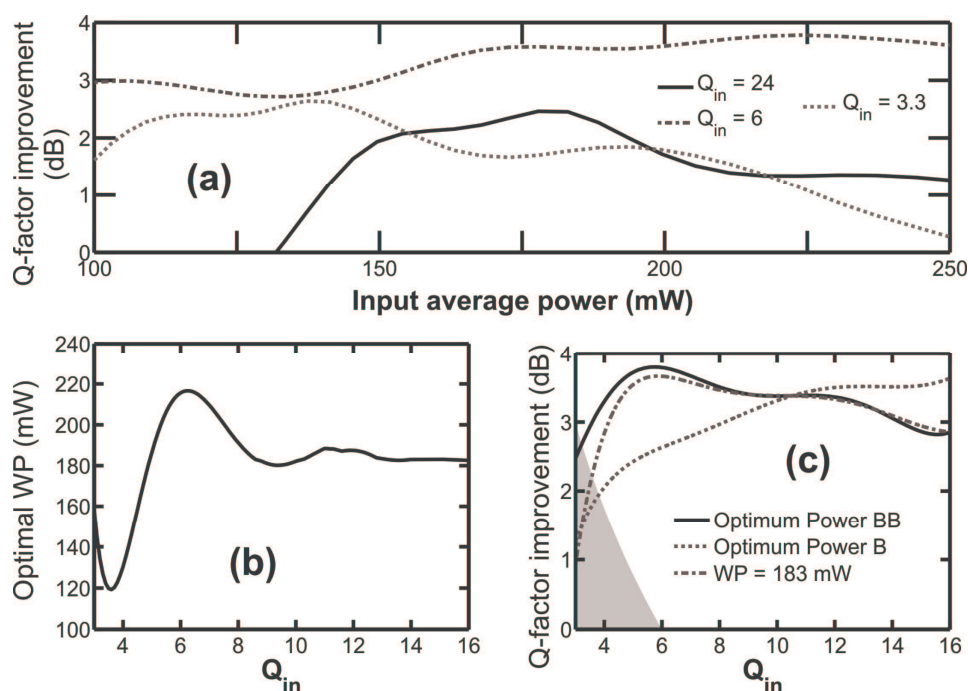 Q-factor improvement
(dB)
4
3
2
1
0
(a)
Q_in = 24
Q_in = 6
Q_in = 3.3
100
150
200
250
Input average power (mW)
Optimal WP (mW)
240
220
200
180
160
140
120
100
(b)
4
6
8
10
12
14
16
Q_in
Q-factor improvement (dB)
4
3
2
1
0
(c)
Optimum Power BB
Optimum Power B
WP = 183 mW
4
6
8
10
12
14
16
Q_in